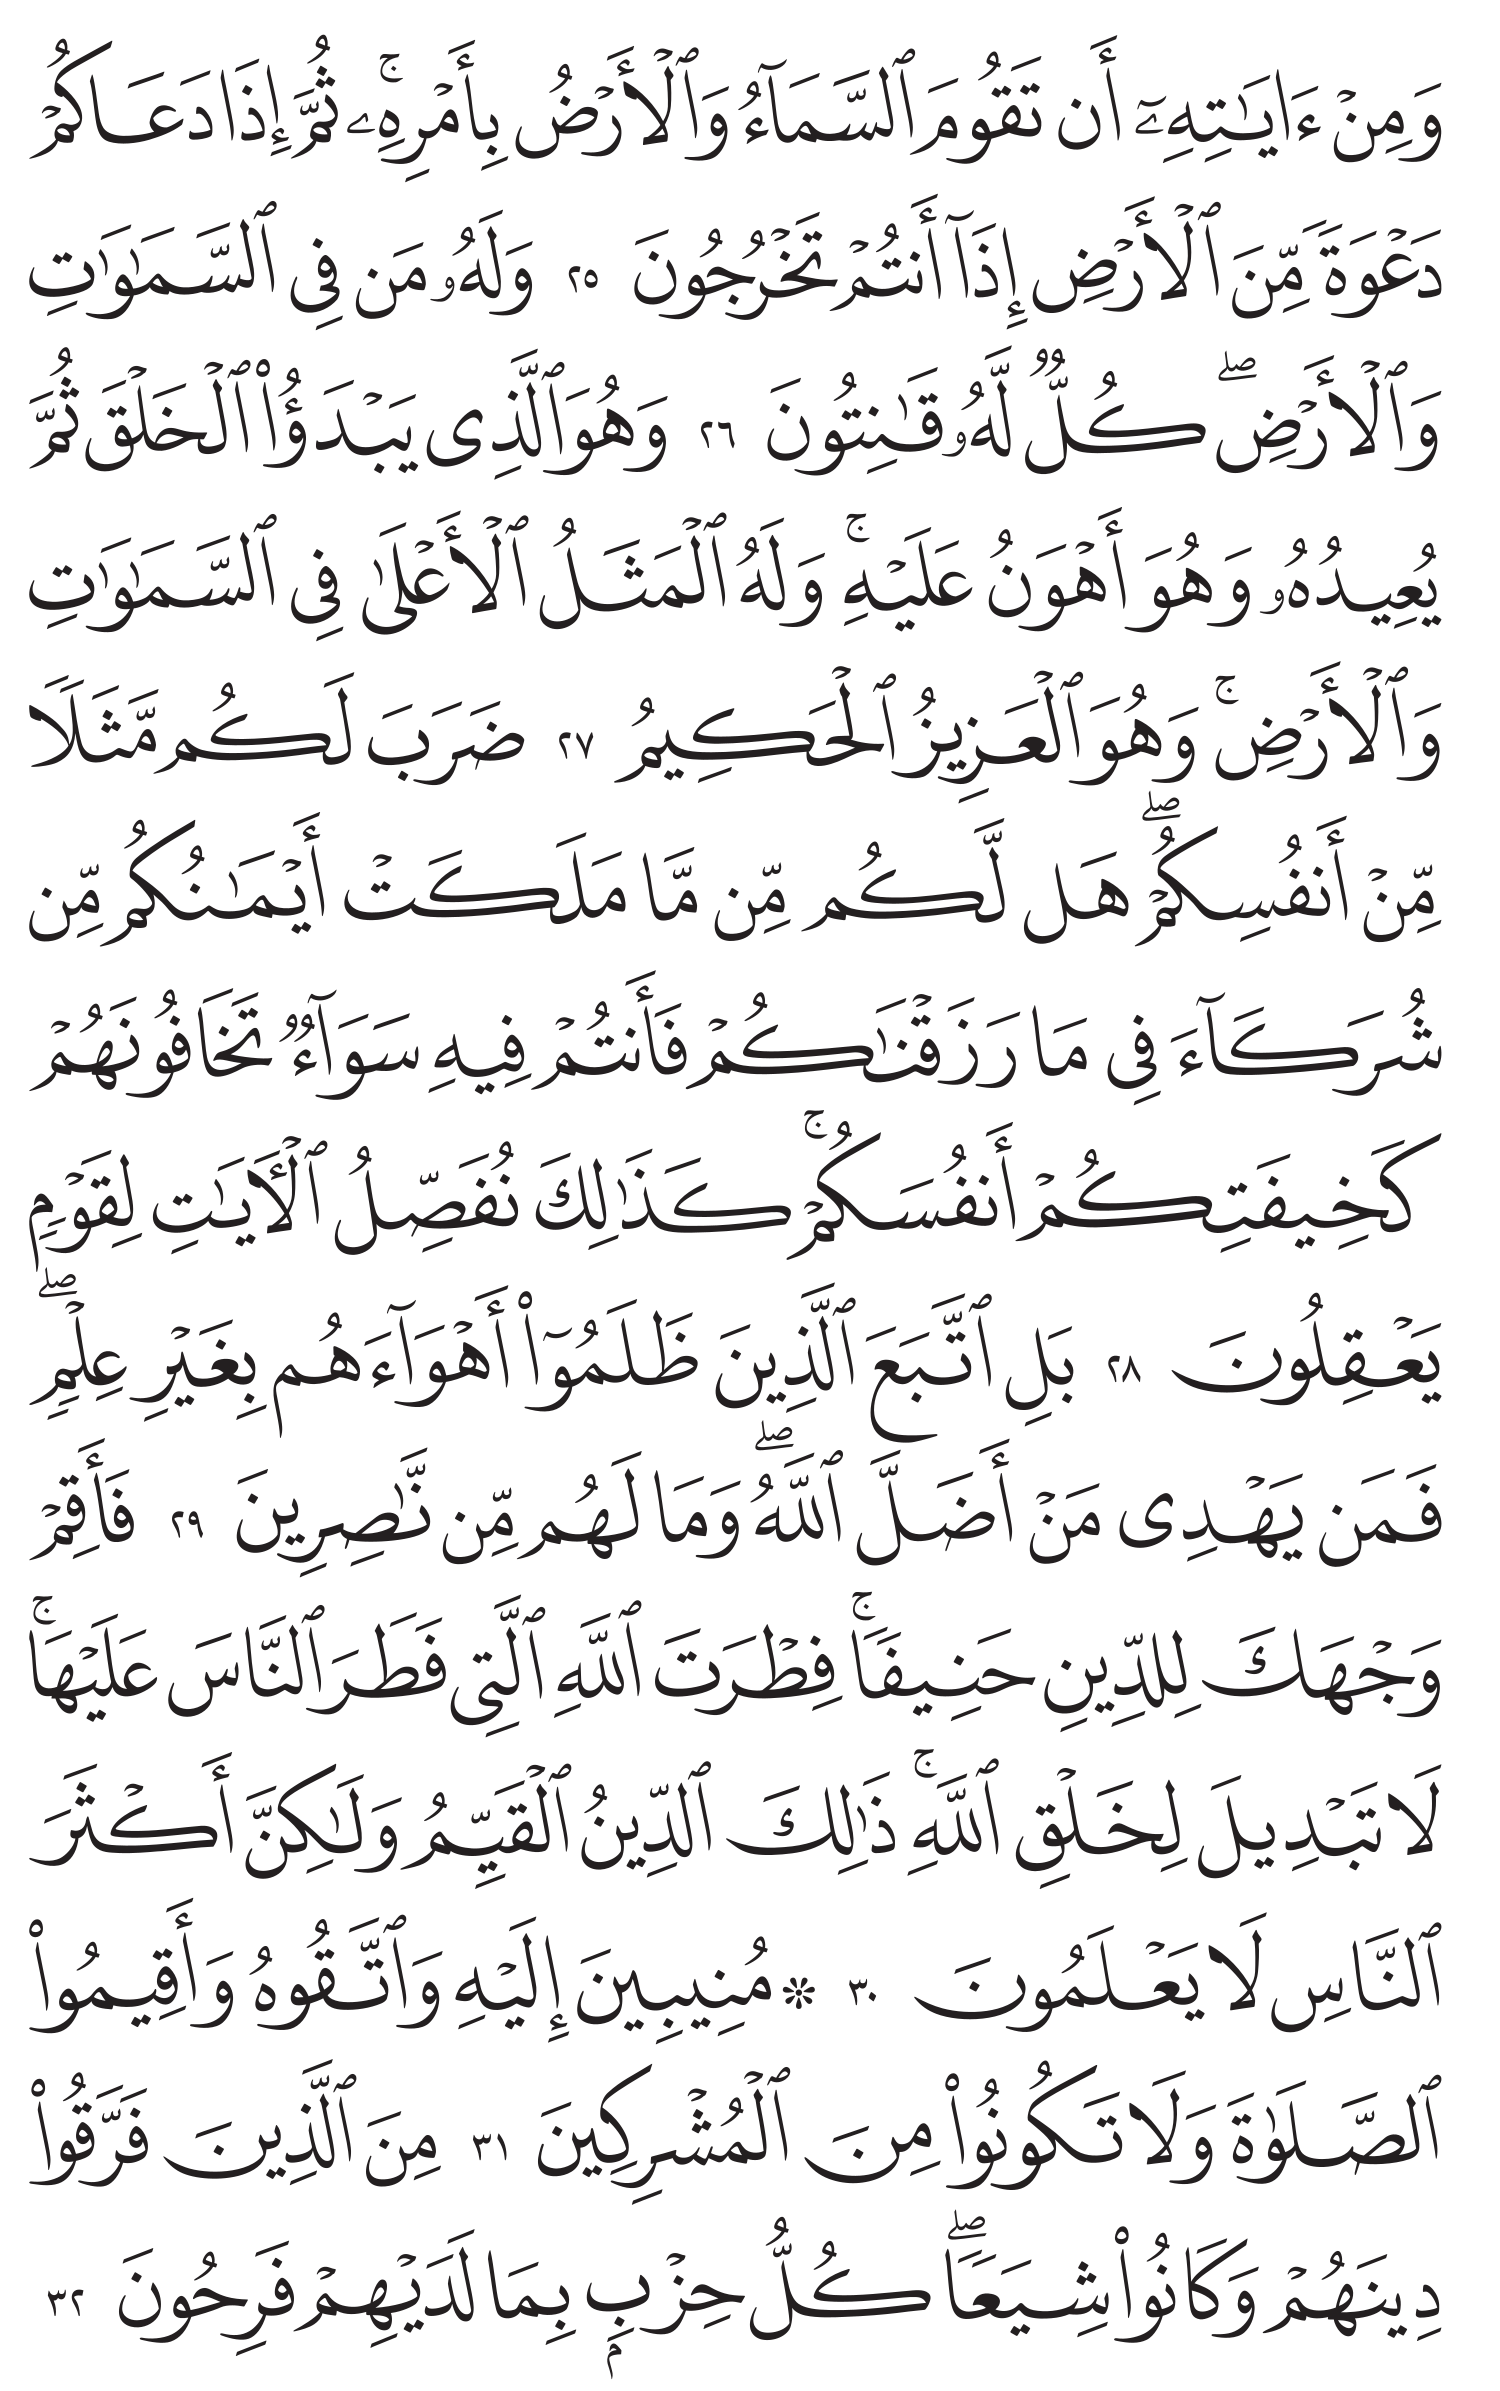 وَمِنْ ءَايَٰتِهِۦٓ أَن تَقُومَ ٱلسَّمَآءُ وَٱلْأَرْضُ بِأَمْرِهِۦۚ ثُمَّ إِذَا دَعَاكُمْ
دَعْوَةً مِّنَ ٱلْأَرْضِ إِذَآ أَنتُمْ تَخْرُجُونَ ٢٥ وَلَهُۥ مَن فِى ٱلسَّمَٰوَٰتِ
وَٱلْأَرْضِۖ كُلٌّ لَّهُۥ قَٰنِتُونَ ٢٦ وَهُوَ ٱلَّذِى يَبْدَؤُا۟ ٱلْخَلْقَ ثُمَّ
يُعِيدُهُۥ وَهُوَ أَهْوَنُ عَلَيْهِۚ وَلَهُ ٱلْمَثَلُ ٱلْأَعْلَىٰ فِى ٱلسَّمَٰوَٰتِ
وَٱلْأَرْضِۚ وَهُوَ ٱلْعَزِيزُ ٱلْحَكِيمُ ٢٧ ضَرَبَ لَكُم مَّثَلًا
مِّنْ أَنفُسِكُمْۖ هَل لَّكُم مِّن مَّا مَلَكَتْ أَيْمَٰنُكُم مِّن
شُرَكَآءَ فِى مَا رَزَقْنَٰكُمْ فَأَنتُمْ فِيهِ سَوَآءٌ تَخَافُونَهُمْ
كَخِيفَتِكُمْ أَنفُسَكُمْۚ كَذَٰلِكَ نُفَصِّلُ ٱلْـَٔايَٰتِ لِقَوْمٍ
يَعْقِلُونَ ٢٨ بَلِ ٱتَّبَعَ ٱلَّذِينَ ظَلَمُوٓا۟ أَهْوَآءَهُم بِغَيْرِ عِلْمٍۖ
فَمَن يَهْدِى مَنْ أَضَلَّ ٱللَّهُۖ وَمَا لَهُم مِّن نَّٰصِرِينَ ٢٩ فَأَقِمْ
وَجْهَكَ لِلدِّينِ حَنِيفًاۚ فِطْرَتَ ٱللَّهِ ٱلَّتِى فَطَرَ ٱلنَّاسَ عَلَيْهَاۚ
لَا تَبْدِيلَ لِخَلْقِ ٱللَّهِۚ ذَٰلِكَ ٱلدِّينُ ٱلْقَيِّمُ وَلَٰكِنَّ أَكْثَرَ
ٱلنَّاسِ لَا يَعْلَمُونَ ٣٠ ۞ مُنِيبِينَ إِلَيْهِ وَٱتَّقُوهُ وَأَقِيمُوا۟
ٱلصَّلَوٰةَ وَلَا تَكُونُوا۟ مِنَ ٱلْمُشْرِكِينَ ٣١ مِنَ ٱلَّذِينَ فَرَّقُوا۟
دِينَهُمْ وَكَانُوا۟ شِيَعًاۖ كُلُّ حِزْبٍۭ بِمَا لَدَيْهِمْ فَرِحُونَ ٣٢